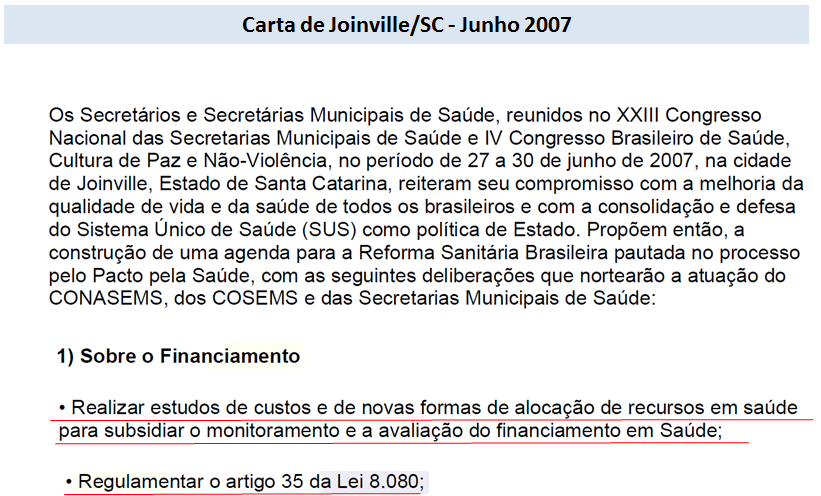 Carta de Joinville/SC - Junho 2007
Os Secretários e Secretárias Municipais de Saúde, reunidos no XXIII Congresso
Nacional das Secretarias Municipais de Saúde e IV Congresso Brasileiro de Saúde,
Cultura de Paz e Não-Violência, no período de 27 a 30 de junho de 2007, na cidade
de Joinville, Estado de Santa Catarina, reiteram seu compromisso com a melhoria da
qualidade de vida e da saúde de todos os brasileiros e com a consolidação e defesa
do Sistema Único de Saúde (SUS) como política de Estado. Propõem então, a
construção de uma agenda para a Reforma Sanitária Brasileira pautada no processo
pelo Pacto pela Saúde, com as seguintes deliberações que nortearão a atuação do
CONASEMS, dos COSEMS e das Secretarias Municipais de Saúde:
1) Sobre o Financiamento
• Realizar estudos de custos e de novas formas de alocação de recursos em saúde
para subsidiar o monitoramento e a avaliação do financiamento em Saúde;
• Regulamentar o artigo 35 da Lei 8.080;